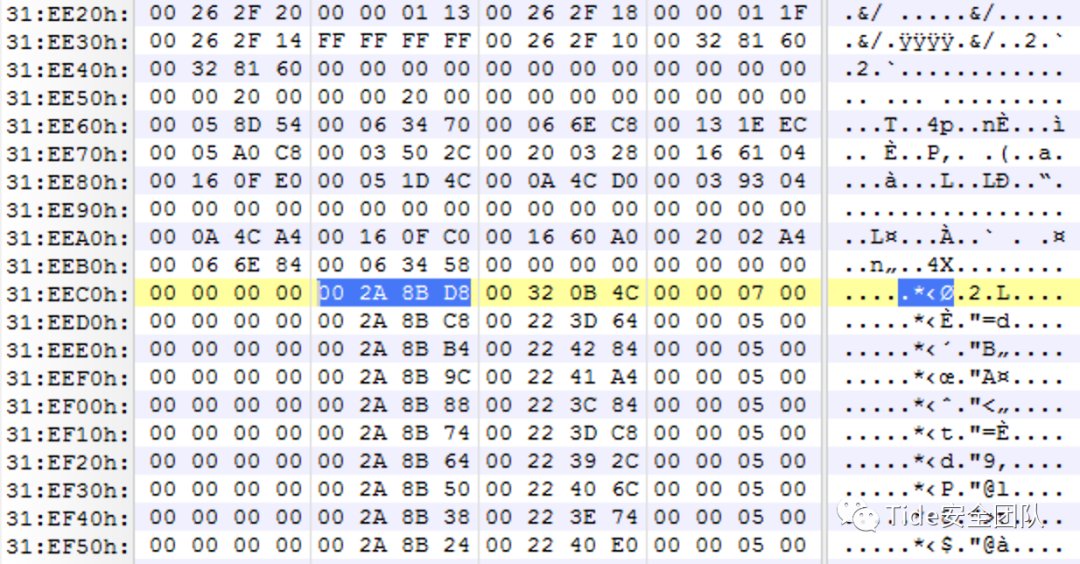 31:EE20h: 00 26 2F 20 00 00 01 13 00 26 2F 18 00 00 01 1F .&/ .....&/.....
31:EE30h: 00 26 2F 14 FF FF FF FF 00 26 2F 10 00 32 81 60 .&/.ÿÿÿÿ.&/..2.`
31:EE40h: 00 32 81 60 00 00 00 00 00 00 00 00 00 00 00 00 .2.`............
31:EE50h: 00 00 20 00 00 00 20 00 00 00 00 00 00 00 00 00 .. ... .........
31:EE60h: 00 05 8D 54 00 06 34 70 00 06 6E C8 00 13 1E EC ...T..4p..nÈ...ì
31:EE70h: 00 05 A0 C8 00 03 50 2C 00 20 03 28 00 16 61 04 .. È..P,. .(..a.
31:EE80h: 00 16 0F E0 00 05 1D 4C 00 0A 4C D0 00 03 93 04 ...à...L..LÐ..“.
31:EE90h: 00 00 00 00 00 00 00 00 00 00 00 00 00 00 00 00 ................
31:EEA0h: 00 0A 4C A4 00 16 0F C0 00 16 60 A0 00 20 02 A4 ..L¤...À..` . .¤
31:EEB0h: 00 06 6E 84 00 06 34 58 00 00 00 00 00 00 00 00 ..n„..4X........
31:EEC0h: 00 00 00 00 00 2A 8B D8 00 32 0B 4C 00 00 07 00 .....*‹Ø.2.L....
31:EED0h: 00 00 00 00 00 2A 8B C8 00 22 3D 64 00 00 05 00 .....*‹È."=d....
31:EEE0h: 00 00 00 00 00 2A 8B B4 00 22 42 84 00 00 05 00 .....*‹´."B„....
31:EEF0h: 00 00 00 00 00 2A 8B 9C 00 22 41 A4 00 00 05 00 .....*‹œ."A¤....
31:EF00h: 00 00 00 00 00 2A 8B 88 00 22 3C 84 00 00 05 00 .....*‹ˆ."<„....
31:EF10h: 00 00 00 00 00 2A 8B 74 00 22 3D C8 00 00 05 00 .....*‹t."=È....
31:EF20h: 00 00 00 00 00 2A 8B 64 00 22 39 2C 00 00 05 00 .....*‹d."9,....
31:EF30h: 00 00 00 00 00 2A 8B 50 00 22 40 6C 00 00 05 00 .....*‹P."@l....
31:EF40h: 00 00 00 00 00 2A 8B 38 00 22 3E 74 00 00 05 00
31:EF50h: 00 00 00 00 00 2A 8B 24 00 22 40 E0 00 00 05 00 .....*‹$."@à....
Tide安全团队